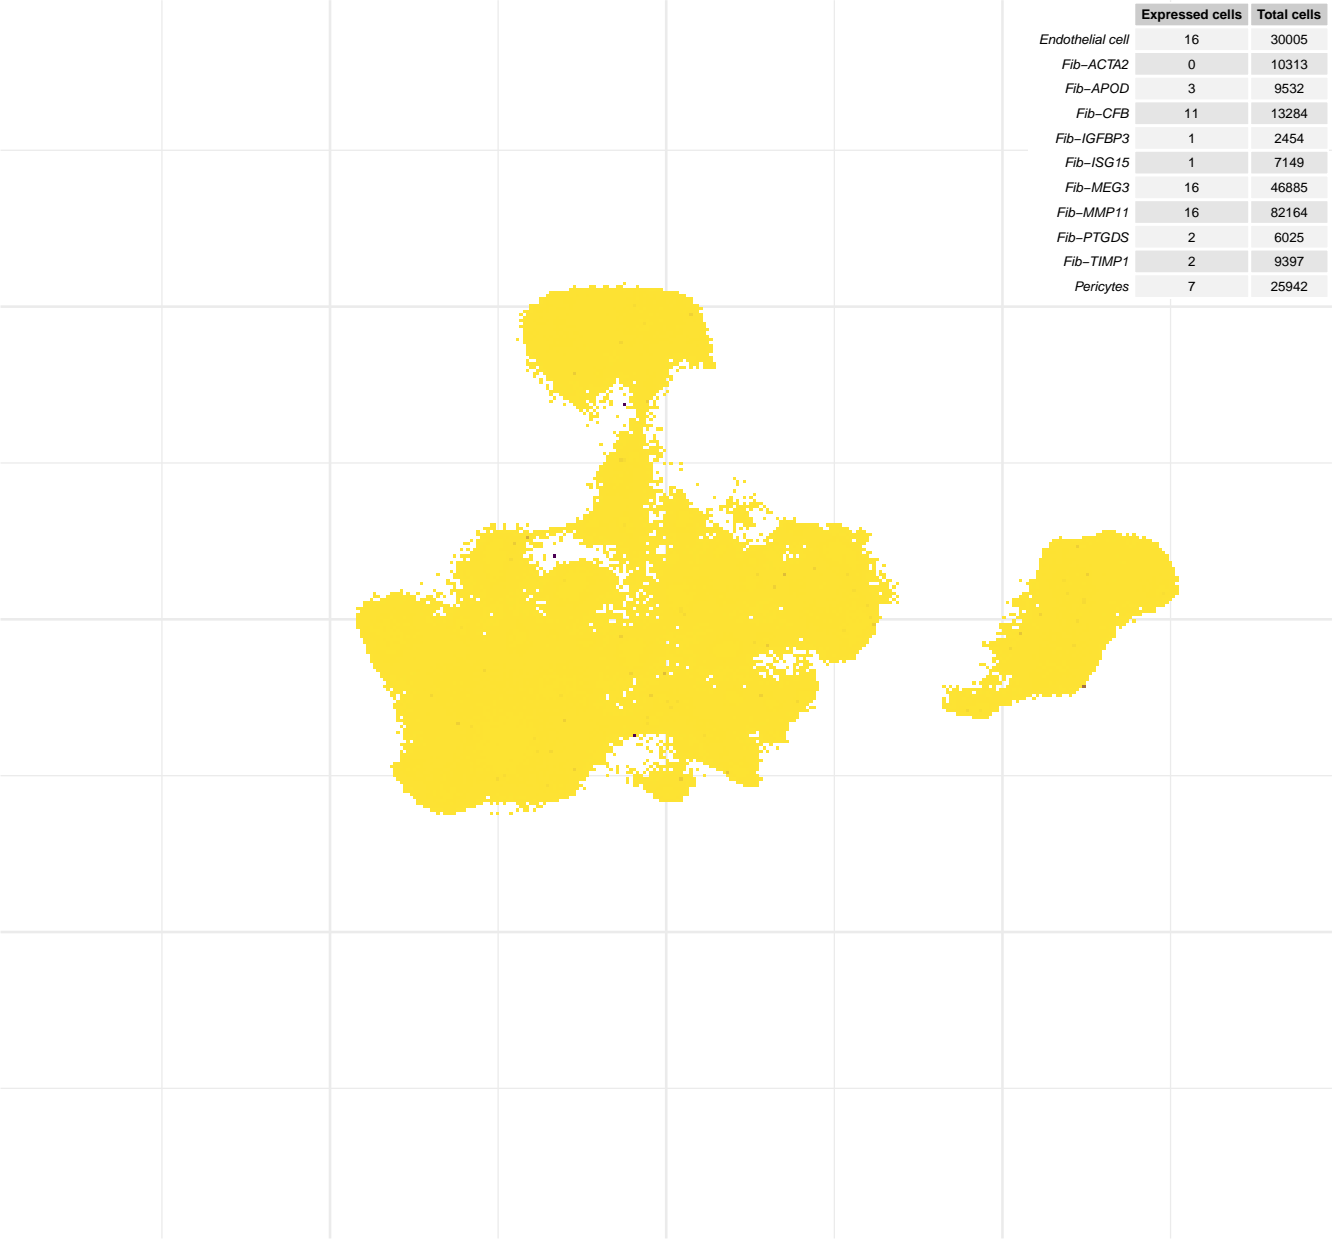 Expressed cells Total cells
Endothelial cell 16 30005
Fib−ACTA2 0 10313
Fib−APOD 3 9532
Fib−CFB 11 13284
Fib−IGFBP3 1 2454
Fib−ISG15 1 7149
Fib−MEG3 16 46885
Fib−MMP11 16 82164
Fib−PTGDS 2 6025
Fib−TIMP1 2 9397
Pericytes 7 25942